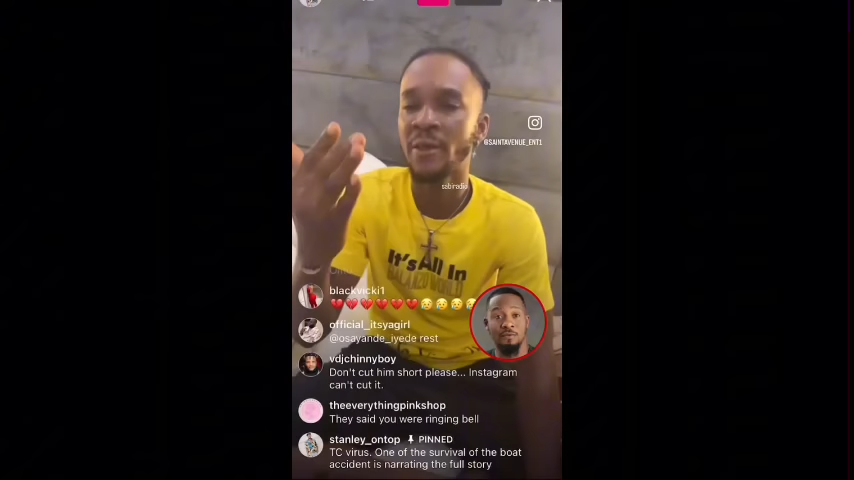 @SAINTAVENUE_ENT1
sabiradio
It's All In
blackvicki1
💔💔💔💔💔💔😥😥😥😥
official_itsyagirl
@osayande_iyede rest
vdjchinnyboy
Don't cut him short please... Instagram
can't cut it.
theeverythingpinkshop
They said you were ringing bell
stanley_ontop PINNED
TC virus. One of the survival of the boat
accident is narrating the full story